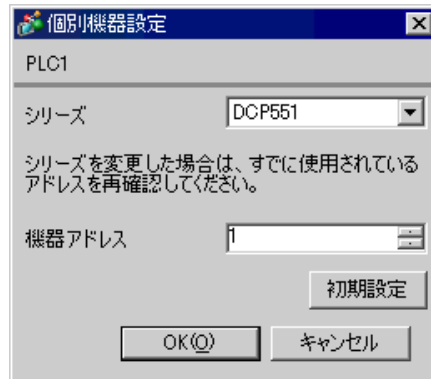 個別機器設定
PLC1
シリーズ DCP551
シリーズを変更した場合は、すでに使用されている
アドレスを再確認してください。
機器アドレス 1
初期設定
OK(O) キャンセル